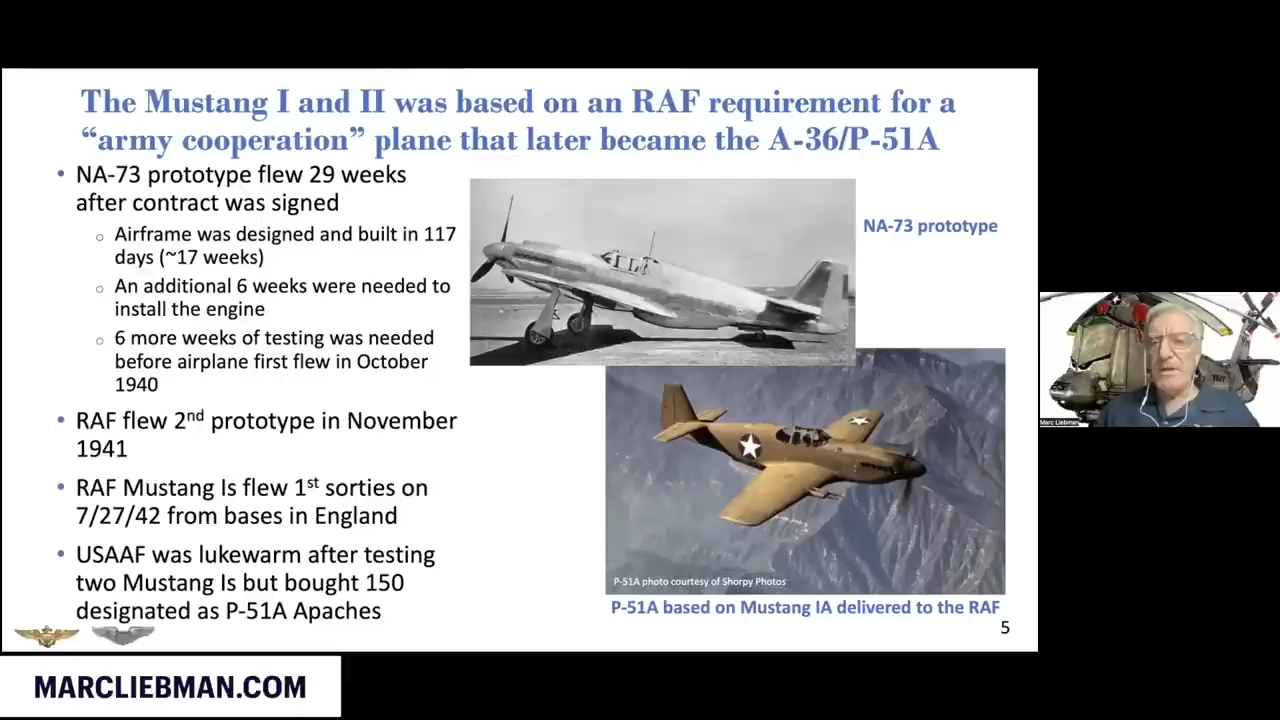 The Mustang I and II was based on an RAF requirement for a
“army cooperation” plane that later became the A-36/P-51A
• NA-73 prototype flew 29 weeks
after contract was signed
○ Airframe was designed and built in 117
days (~17 weeks)
○ An additional 6 weeks were needed to
install the engine
○ 6 more weeks of testing was needed
before airplane first flew in October
1940
• RAF flew 2nd prototype in November
1941
• RAF Mustang Is flew 1st sorties on
7/27/42 from bases in England
• USAAF was lukewarm after testing
two Mustang Is but bought 150
designated as P-51A Apaches
NA-73 prototype
P-51A photo courtesy of Shorpy Photos
P-51A based on Mustang IA delivered to the RAF
5
Marc Liebman
MARCLIEBMAN.COM